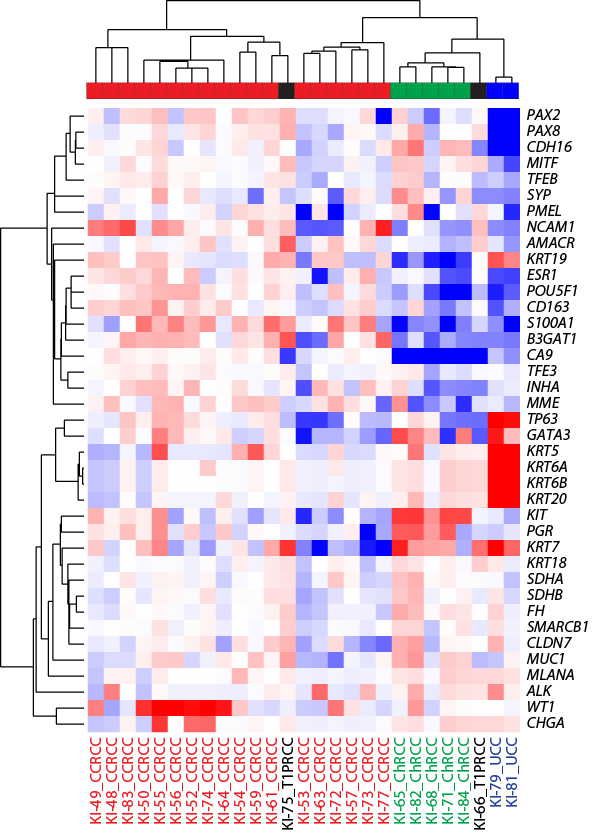 PAX2
PAX8
CDH16
MITF
TFEB
SYP
PMEL
NCAM1
AMACR
KRT19
ESR1
POU5F1
CD163
S100A1
B3GAT1
CA9
TFE3
INHA
MME
TP63
GATA3
KRT5
KRT6A
KRT6B
KRT20
KIT
PGR
KRT7
KRT18
SDHA
SDHB
FH
SMARCB1
CLDN7
MUC1
MLANA
ALK
WT1
CHGA
KI-49_CCRCC
KI-48_CCRCC
KI-83_CCRCC
KI-50_CCRCC
KI-55_CCRCC
KI-56_CCRCC
KI-52_CCRCC
KI-74_CCRCC
KI-64_CCRCC
KI-54_CCRCC
KI-59_CCRCC
KI-61_CCRCC
KI-75_T1PRCC
KI-53_CCRCC
KI-63_CCRCC
KI-72_CCRCC
KI-57_CCRCC
KI-73_CCRCC
KI-77_CCRCC
KI-65_ChRCC
KI-82_ChRCC
KI-68_ChRCC
KI-71_ChRCC
KI-84_ChRCC
KI-66_T1PRCC
KI-79_UCC
KI-81_UCC